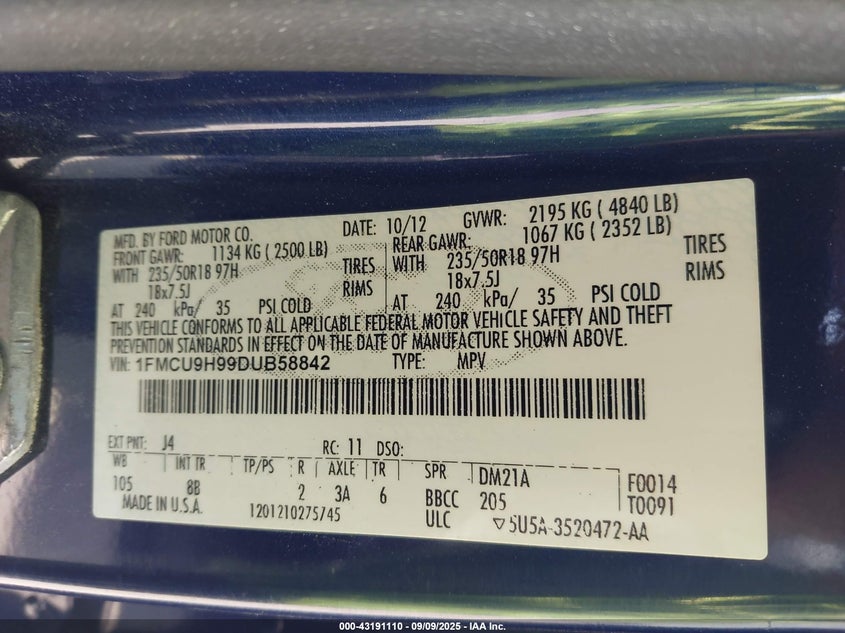 MFD. BY FORD MOTOR CO. DATE: 10/12 GVWR: 2195 KG ( 4840 LB)
FRONT GAWR: 1134 KG ( 2500 LB) REAR GAWR: 1067 KG ( 2352 LB)
WITH 235/50R18 97H TIRES WITH 235/50R18 97H TIRES
18x7.5J RIMS 18x7.5J RIMS
AT 240 kPa/ 35 PSI COLD AT 240 kPa/ 35 PSI COLD
THIS VEHICLE CONFORMS TO ALL APPLICABLE FEDERAL MOTOR VEHICLE SAFETY AND THEFT
PREVENTION STANDARDS IN EFFECT ON THE DATE OF MANUFACTURE SHOWN ABOVE.
VIN: 1FMCU9H99DUB58842 TYPE: MPV
EXT PNT: J4 RC: 11 DSO:
WB INT TR TP/PS R AXLE TR SPR DM21A F0014
105 8B 2 3A 6 BBCC 205 T0091
MADE IN U.S.A. 1201210275745 ULC ▽5U5A-3520472-AA
000-43191110 - 09/09/2025 - IAA Inc.